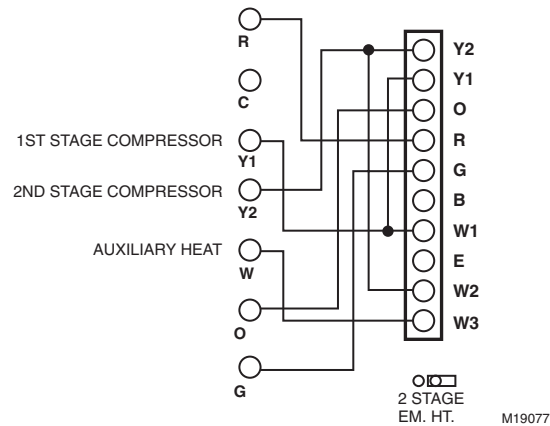 R
C
1ST STAGE COMPRESSOR
Y1
2ND STAGE COMPRESSOR
Y2
AUXILIARY HEAT
W
O
G
Y2
Y1
O
R
G
B
W1
E
W2
W3
2 STAGE
EM. HT.
M19077